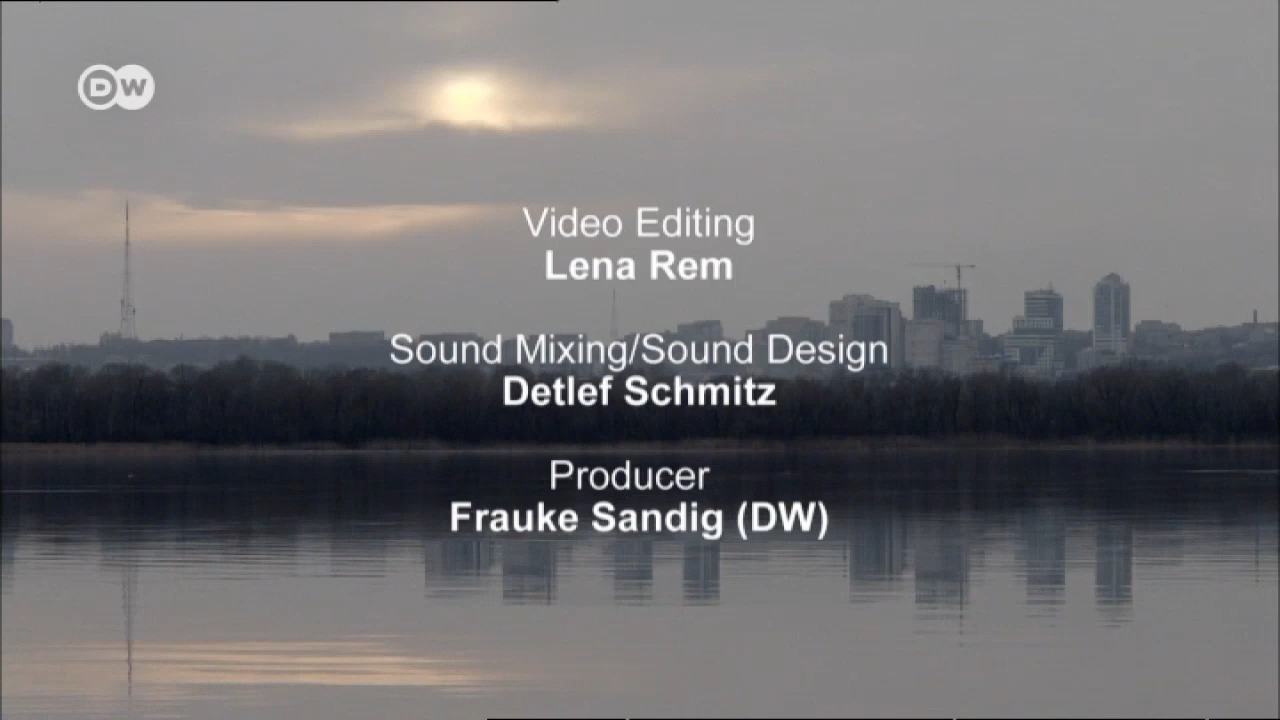 DW
Video Editing
Lena Rem
Sound Mixing/Sound Design
Detlef Schmitz
Producer
Frauke Sandig (DW)